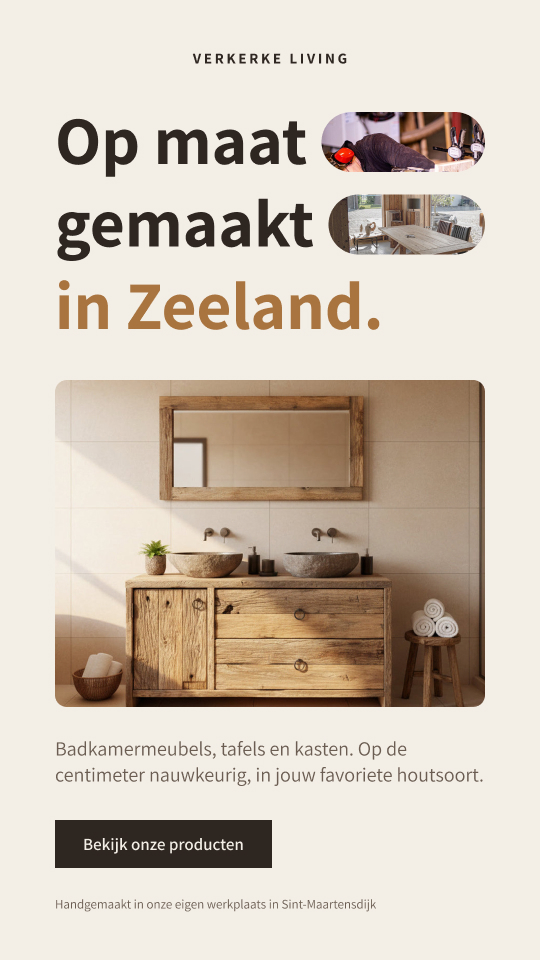 VERKERKE LIVING
Op maat
gemaakt
in Zeeland.
Badkamermeubels, tafels en kasten. Op de
centimeter nauwkeurig, in jouw favoriete houtsoort.
Bekijk onze producten
Handgemaakt in onze eigen werkplaats in Sint-Maartensdijk